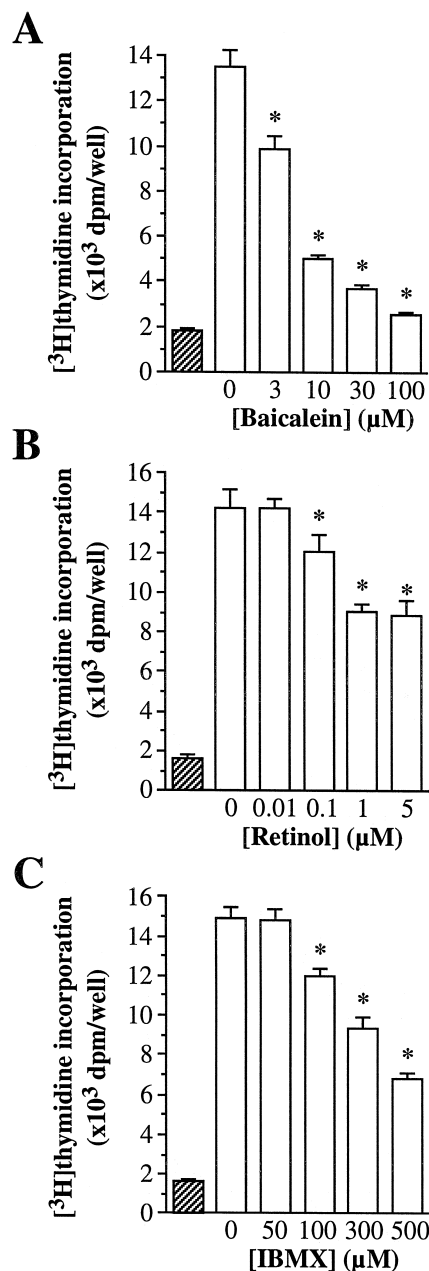 A
[³H]thymidine incorporation
(x10³ dpm/well)
14
12
10
8
6
4
2
0
*
*
*
*
0 3 10 30 100
[Baicalein] (µM)
B
[³H]thymidine incorporation
(x10³ dpm/well)
16
14
12
10
8
6
4
2
0
*
*
*
0 0.01 0.1 1 5
[Retinol] (µM)
C
[³H]thymidine incorporation
(x10³ dpm/well)
16
14
12
10
8
6
4
2
0
*
*
*
0 50 100 300 500
[IBMX] (µM)